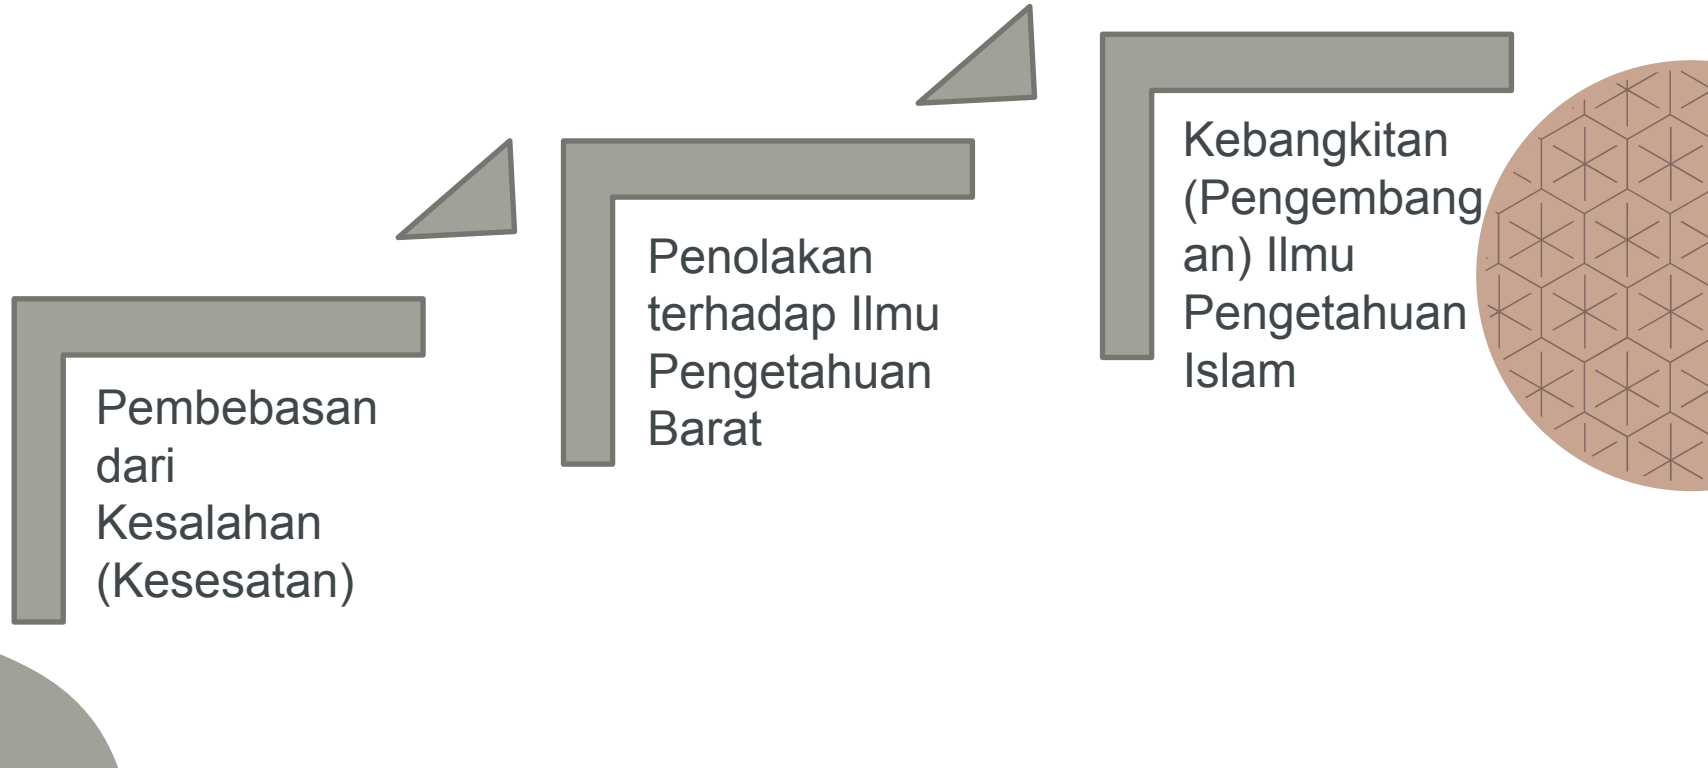 Pembebasan
dari
Kesalahan
(Kesesatan)
Penolakan
terhadap Ilmu
Pengetahuan
Barat
Kebangkitan
(Pengembang
an) Ilmu
Pengetahuan
Islam